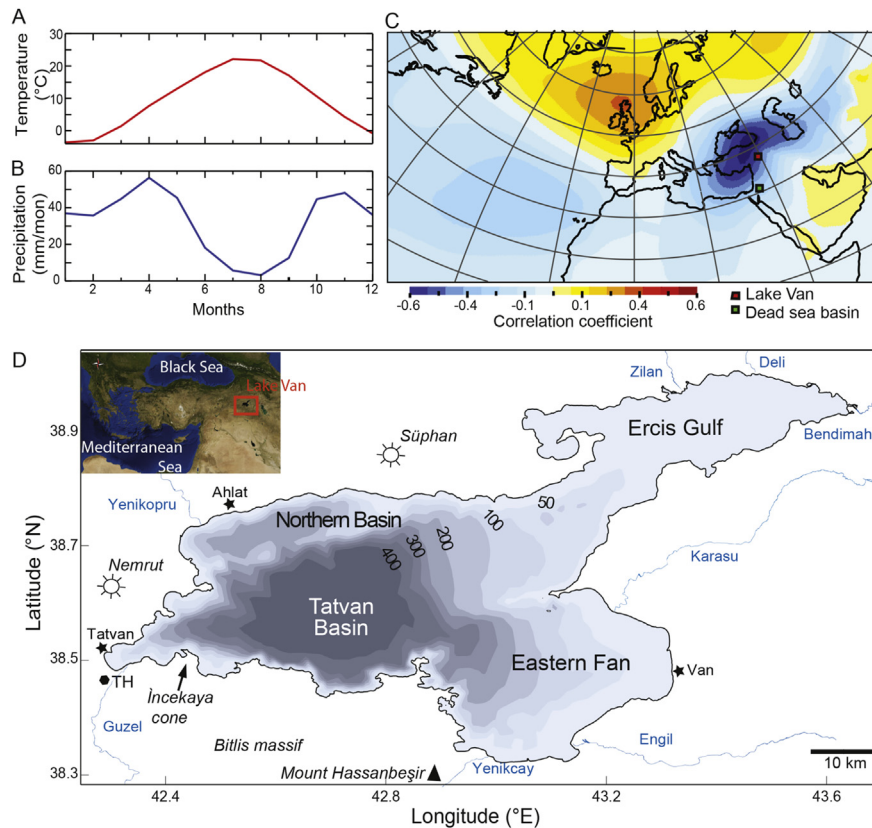 A
30
20
10
0
Temperature
(°C)
B
60
40
20
0
Precipitation
(mm/mon)
2
4
6
8
10
12
Months
C
-0.6
-0.4
-0.1
0.1
0.4
0.6
Correlation coefficient
Lake Van
Dead sea basin
D
Black Sea
Lake Van
Mediterranean
Sea
Zilan
Deli
Ercis Gulf
Bendimah
Süphan
Ahlat
Yenikopru
Northern Basin
50
100
200
300
400
Karasu
Nemrut
Tatvan
Basin
Tatvan
Eastern Fan
Van
TH
İncekaya
cone
Guzel
Bitlis massif
Engil
Mount Hassanbeşir
Yenikcay
10 km
38.9
38.7
38.5
38.3
Latitude (°N)
42.4
42.8
43.2
43.6
Longitude (°E)